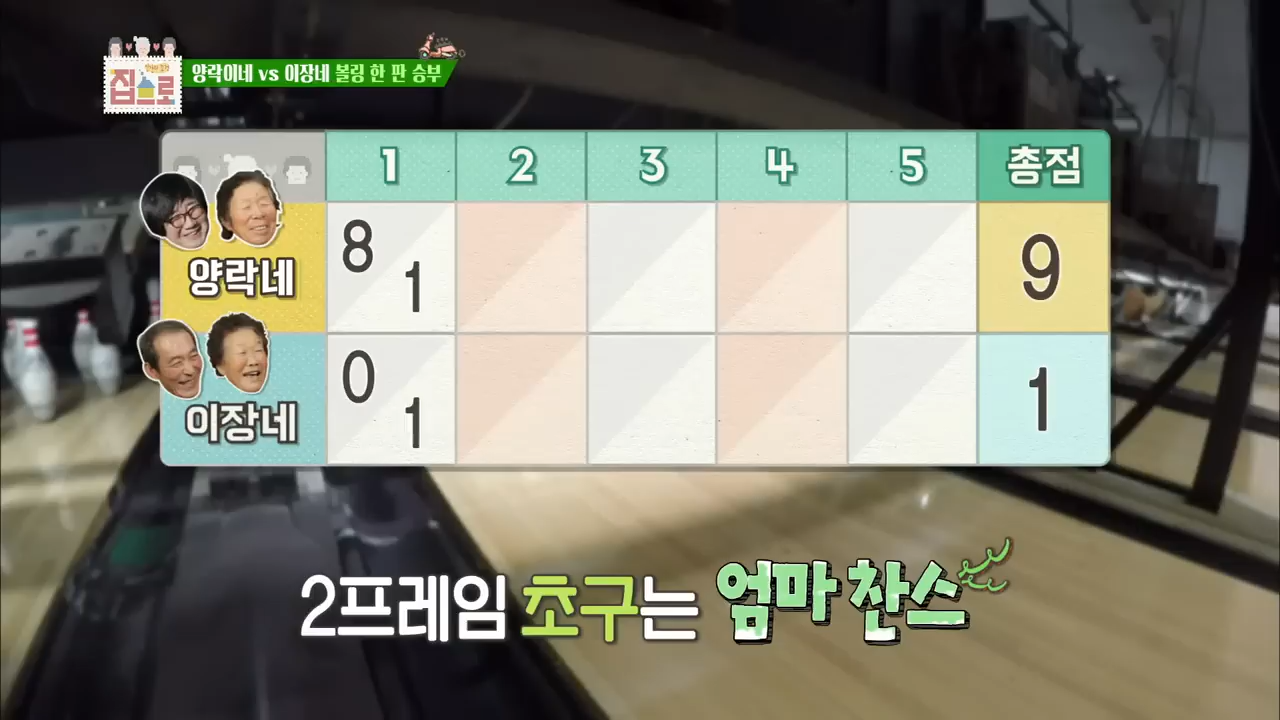 집으로
양락이네 vs 이장네 볼링 한 판 승부
1 2 3 4 5 총점
양락네 8 1 9
이장네 0 1 1
2프레임 초구는 엄마 찬스